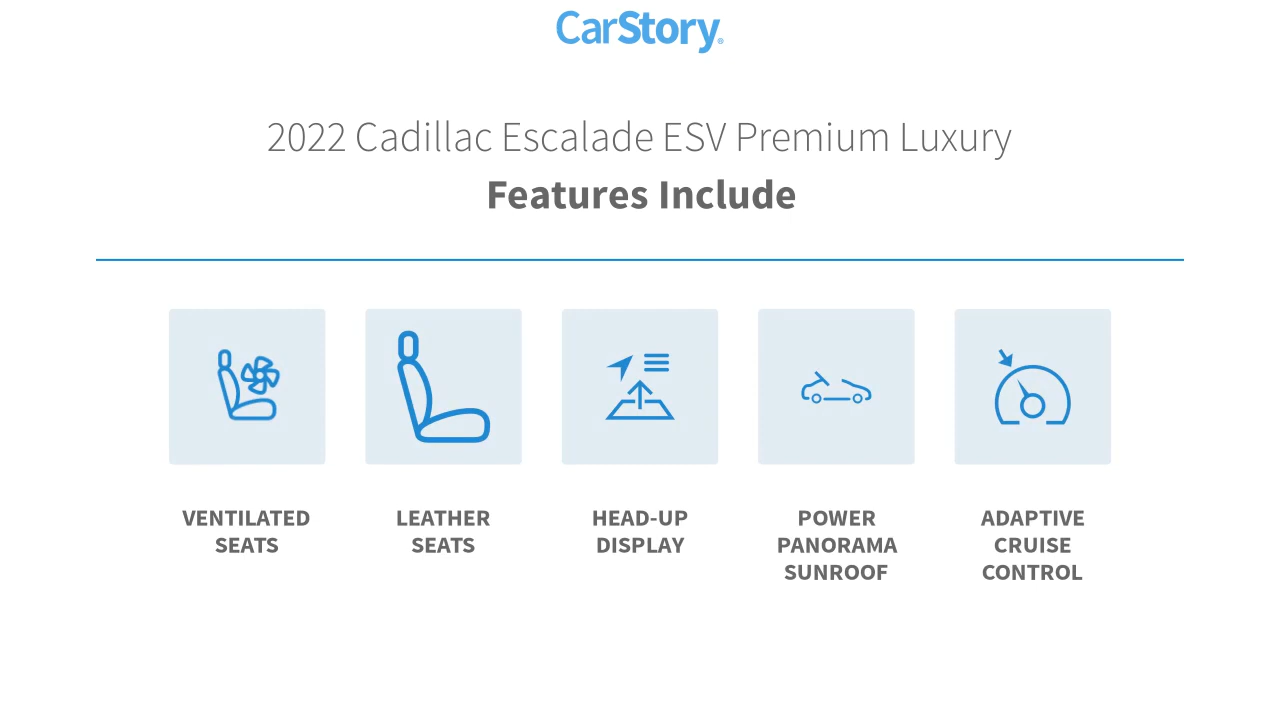 CarStory®
2022 Cadillac Escalade ESV Premium Luxury
Features Include
VENTILATED
SEATS
LEATHER
SEATS
HEAD-UP
DISPLAY
POWER
PANORAMA
SUNROOF
ADAPTIVE
CRUISE
CONTROL